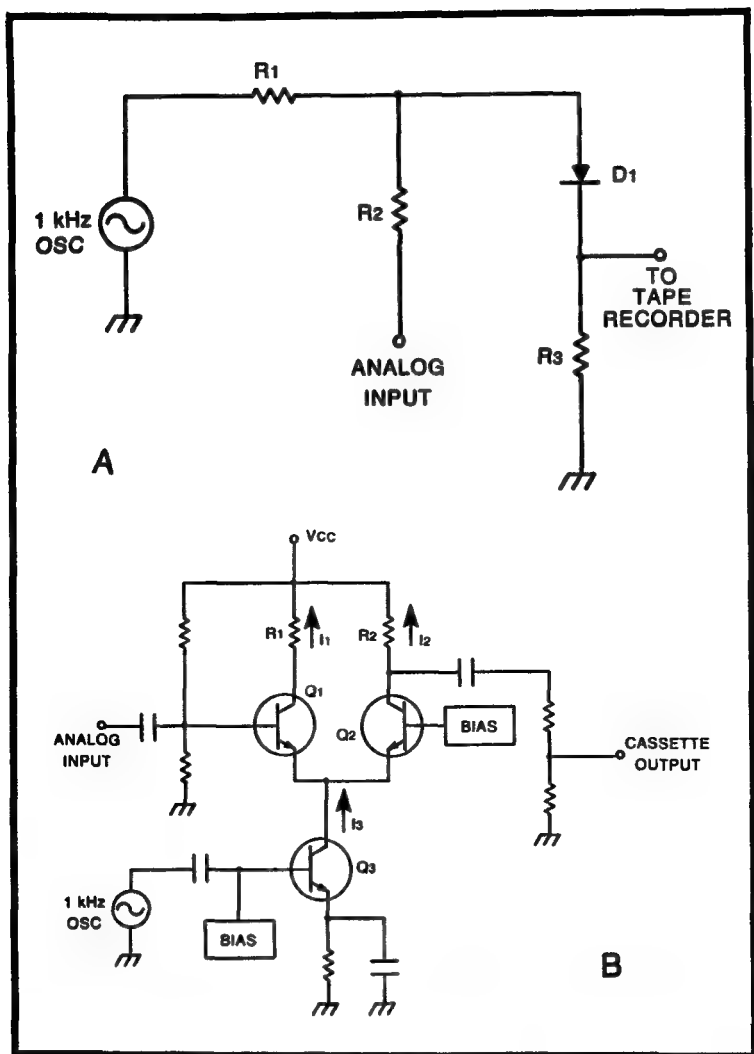 R1
1 kHz
OSC
R2
D1
TO
TAPE
RECORDER
R3
ANALOG
INPUT
A
VCC
R1
I1
R2
I2
Q1
Q2
BIAS
ANALOG
INPUT
CASSETTE
OUTPUT
I3
Q3
1 kHz
OSC
BIAS
B